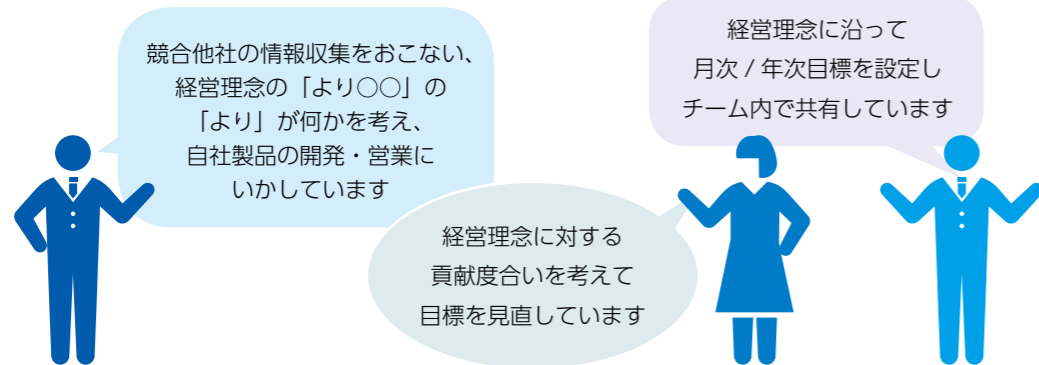 競合他社の情報収集をおこない、
経営理念の「より○○」の
「より」が何かを考え、
自社製品の開発・営業に
いかしています
経営理念に対する
貢献度合いを考えて
目標を見直しています
経営理念に沿って
月次 / 年次目標を設定し
チーム内で共有しています